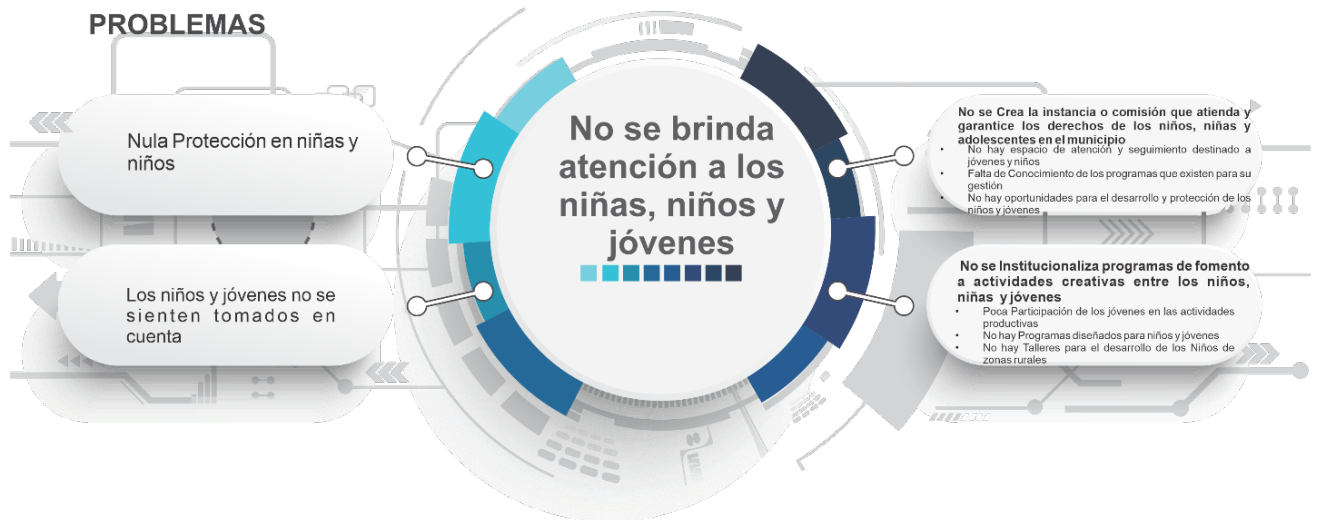 PROBLEMAS
Nula Protección en niñas y
niños
Los niños y jóvenes no se
sienten tomados en
cuenta
No se brinda
atención a los
niñas, niños y
jóvenes
No se Crea la instancia o comisión que atienda y
garantice los derechos de los niños, niñas y
adolescentes en el municipio
• No hay espacio de atención y seguimiento destinado a
jóvenes y niños
• Falta de Conocimiento de los programas que existen para su
gestión
• No hay oportunidades para el desarrollo y protección de los
niños y jóvenes
No se Institucionaliza programas de fomento
a actividades creativas entre los niños,
niñas y jóvenes
• Poca Participación de los jóvenes en las actividades
productivas
• No hay Programas diseñados para niños y jóvenes
• No hay Talleres para el desarrollo de los Niños de
zonas rurales